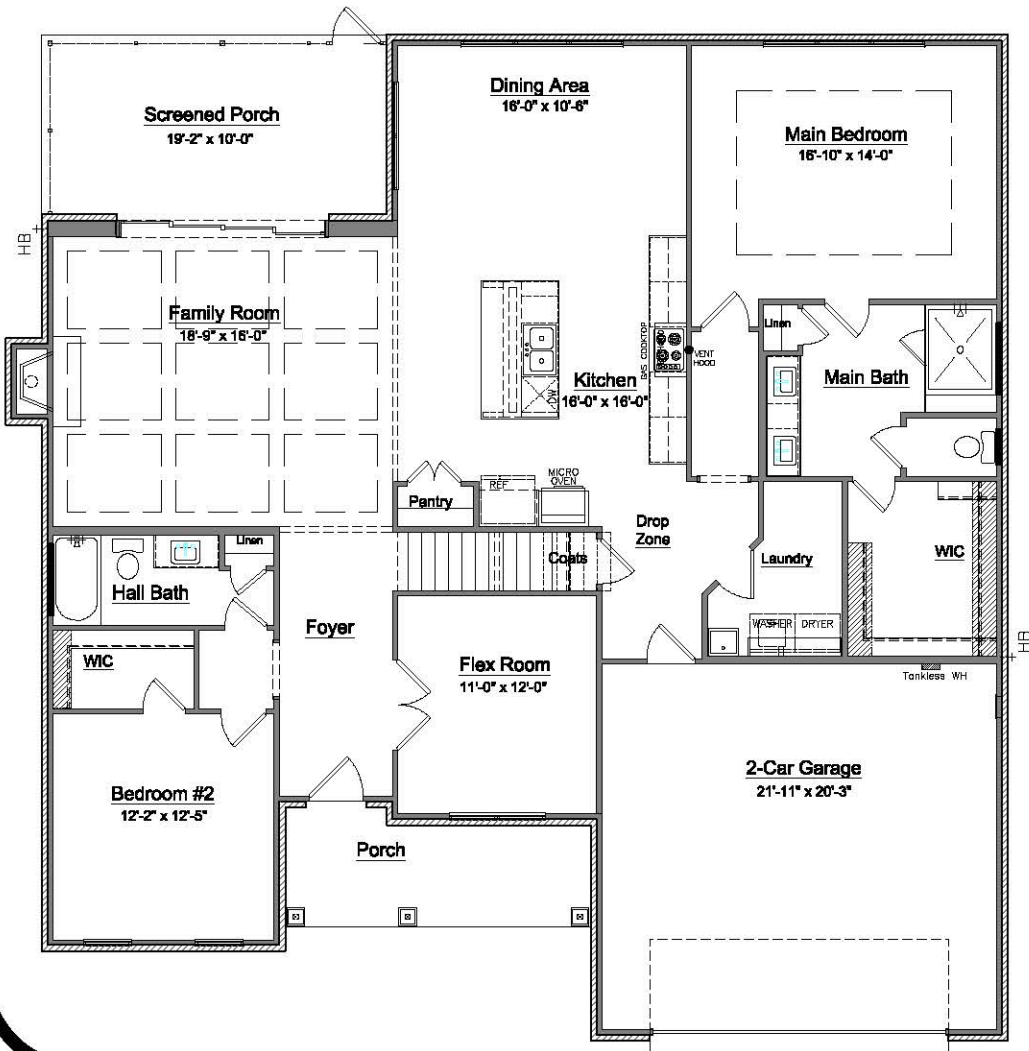 Screened Porch
19'-2" x 10'-0"
Dining Area
16'-0" x 10'-6"
Main Bedroom
16'-10" x 14'-0"
HB
Family Room
18'-9" x 16'-0"
Linen
GAS COOKTOP
VENT
HOOD
Kitchen
16'-0" x 16'-0"
Main Bath
DW
MICRO
OVEN
REF
Pantry
Drop
Zone
Linen
Coats
Laundry
WIC
Hall Bath
Foyer
WASHER
DRYER
HB
WIC
Flex Room
11'-0" x 12'-0"
Tankless WH
2-Car Garage
21'-11" x 20'-3"
Bedroom #2
12'-2" x 12'-5"
Porch